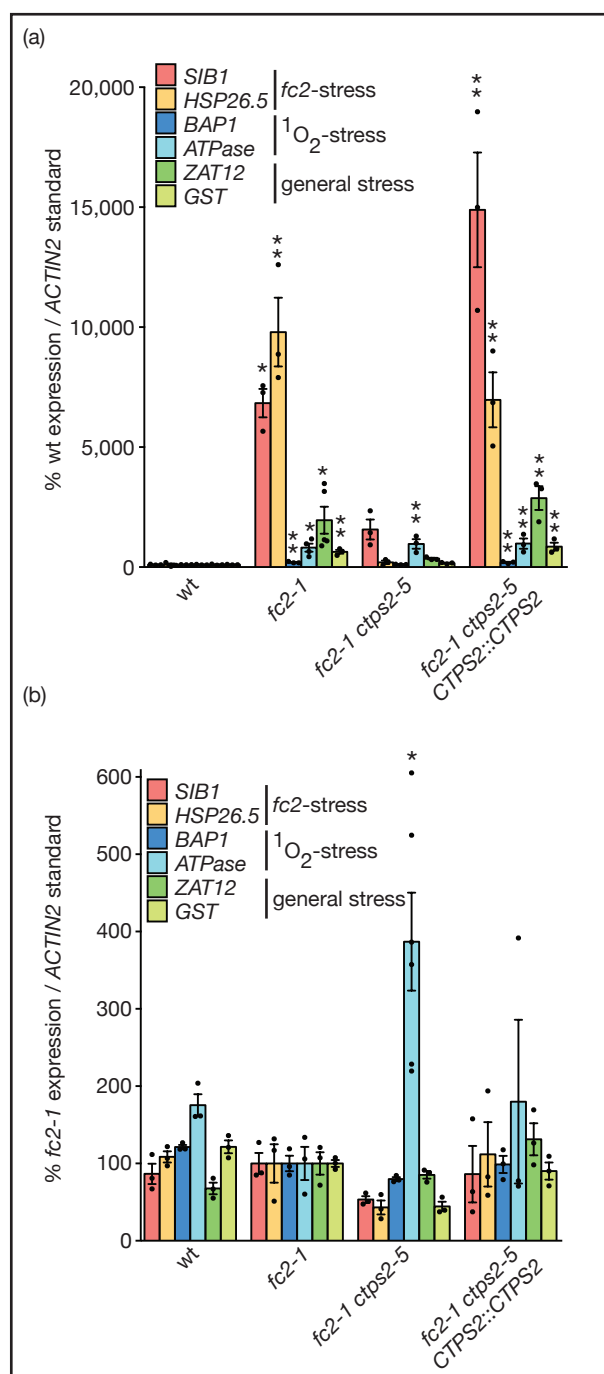 (a)
20,000
15,000
10,000
5,000
0
% wt expression / ACTIN2 standard
SIB1
HSP26.5
BAP1
ATPase
ZAT12
GST
fc2-stress
¹O₂-stress
general stress
*
**
**
*
*
**
**
**
**
**
**
**
**
wt
fc2-1
fc2-1 ctps2-5
fc2-1 ctps2-5
CTPS2::CTPS2
(b)
600
500
400
300
200
100
0
% fc2-1 expression / ACTIN2 standard
SIB1
HSP26.5
BAP1
ATPase
ZAT12
GST
fc2-stress
¹O₂-stress
general stress
*
wt
fc2-1
fc2-1 ctps2-5
fc2-1 ctps2-5
CTPS2::CTPS2